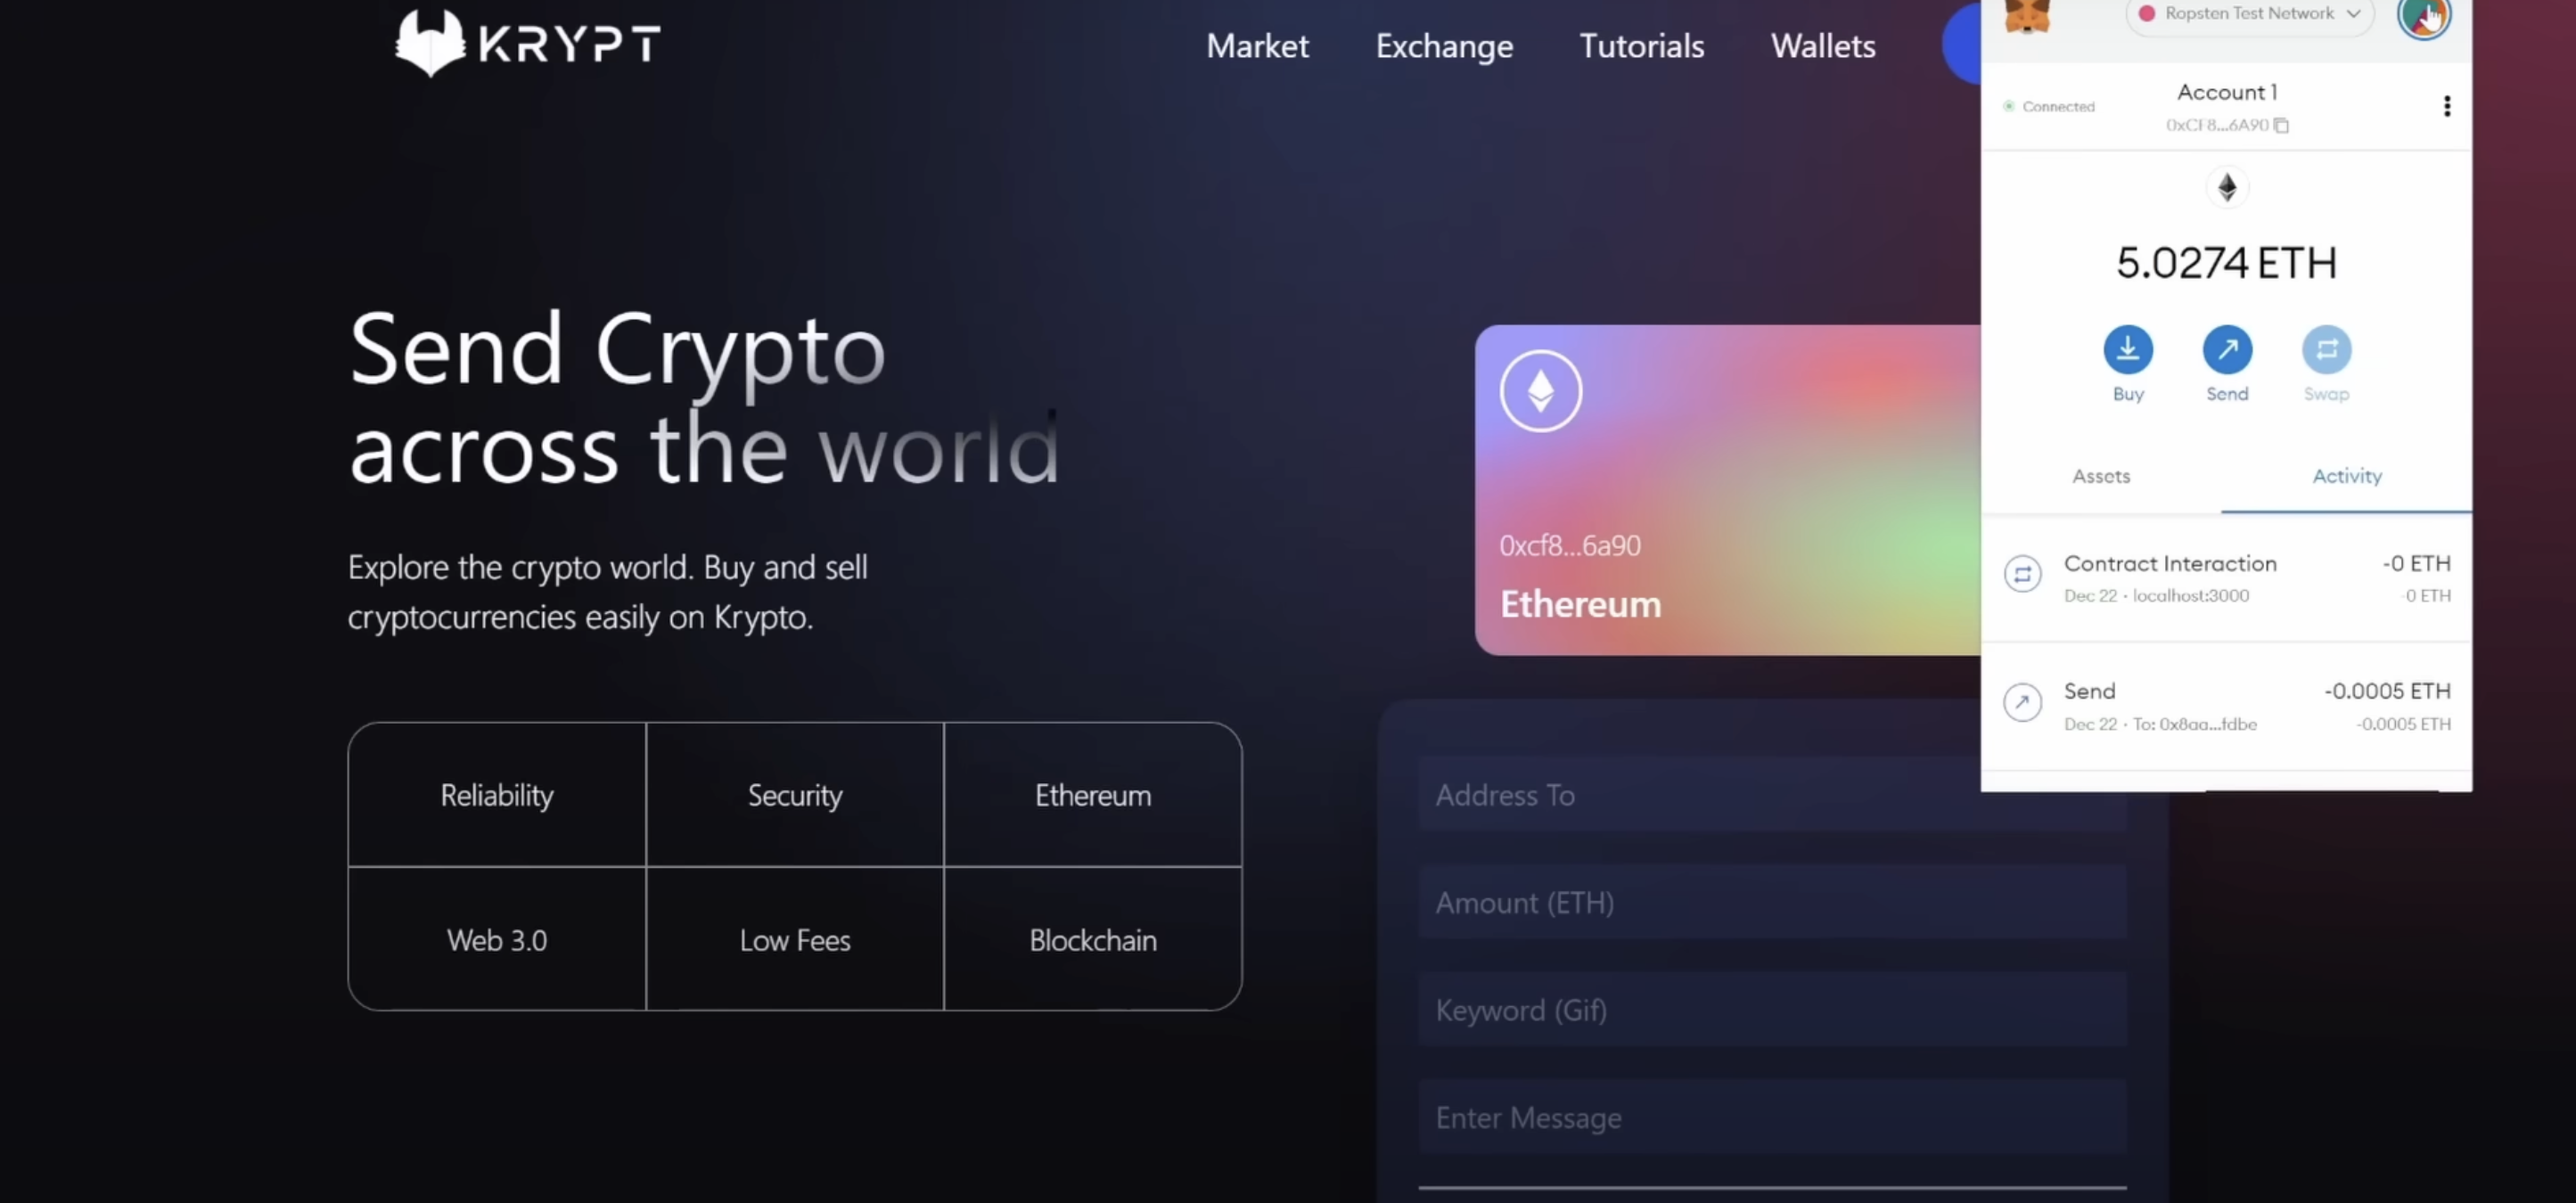 KRYPT
Market
Exchange
Tutorials
Wallets
Send Crypto
across the world
Explore the crypto world. Buy and sell
cryptocurrencies easily on Krypto.
Reliability
Security
Ethereum
Web 3.0
Low Fees
Blockchain
0xcf8...6a90
Ethereum
Address To
Amount (ETH)
Keyword (Gif)
Enter Message
Ropsten Test Network
Connected
Account 1
0xCF8...6A90
5.0274 ETH
Buy
Send
Swap
Assets
Activity
Contract Interaction
-0 ETH
Dec 22 · localhost:3000
-0 ETH
Send
-0.0005 ETH
Dec 22 · To: 0x8aa...fdbe
-0.0005 ETH